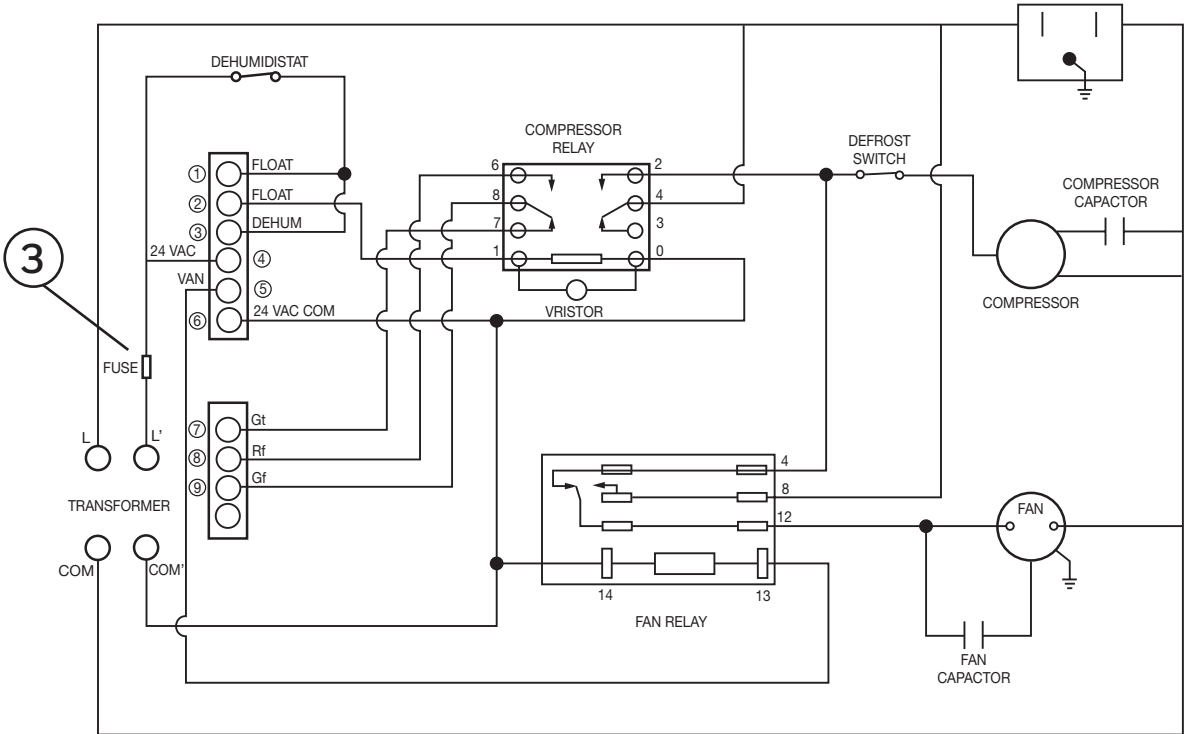 DEHUMIDISTAT
COMPRESSOR
RELAY
DEFROST
SWITCH
COMPRESSOR
CAPACTOR
① FLOAT
② FLOAT
③ DEHUM
24 VAC ④
VAN ⑤
⑥ 24 VAC COM
6 2
8 4
7 3
1 0
VRISTOR
COMPRESSOR
3
FUSE
L L'
TRANSFORMER
COM COM'
⑦ Gt
⑧ Rf
⑨ Gf
4
8
12
14 13
FAN RELAY
FAN
FAN
CAPACTOR